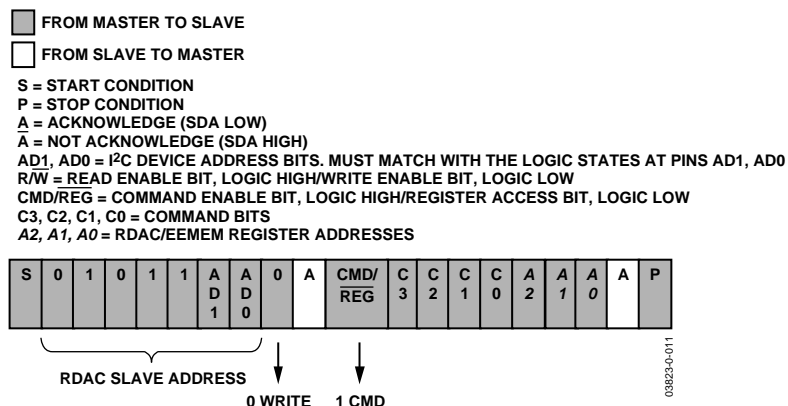 FROM MASTER TO SLAVE
FROM SLAVE TO MASTER
S = START CONDITION
P = STOP CONDITION
A = ACKNOWLEDGE (SDA LOW)
A̅ = NOT ACKNOWLEDGE (SDA HIGH)
AD1, AD0 = I²C DEVICE ADDRESS BITS. MUST MATCH WITH THE LOGIC STATES AT PINS AD1, AD0
R/W̅ = READ ENABLE BIT, LOGIC HIGH/WRITE ENABLE BIT, LOGIC LOW
CMD/R̅E̅G̅ = COMMAND ENABLE BIT, LOGIC HIGH/REGISTER ACCESS BIT, LOGIC LOW
C3, C2, C1, C0 = COMMAND BITS
A2, A1, A0 = RDAC/EEMEM REGISTER ADDRESSES
S 0 1 0 1 1 AD1 AD0 0 A CMD/R̅E̅G̅ C3 C2 C1 C0 A2 A1 A0 A P
RDAC SLAVE ADDRESS
0 WRITE 1 CMD
03823-0-011